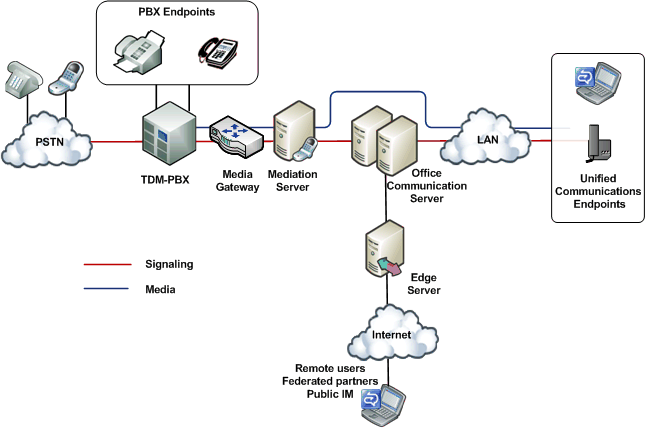 PBX Endpoints
PSTN
TDM-PBX
Media
Gateway
Mediation
Server
Office
Communication
Server
LAN
Unified
Communications
Endpoints
Signaling
Media
Edge
Server
Internet
Remote users
Federated partners
Public IM